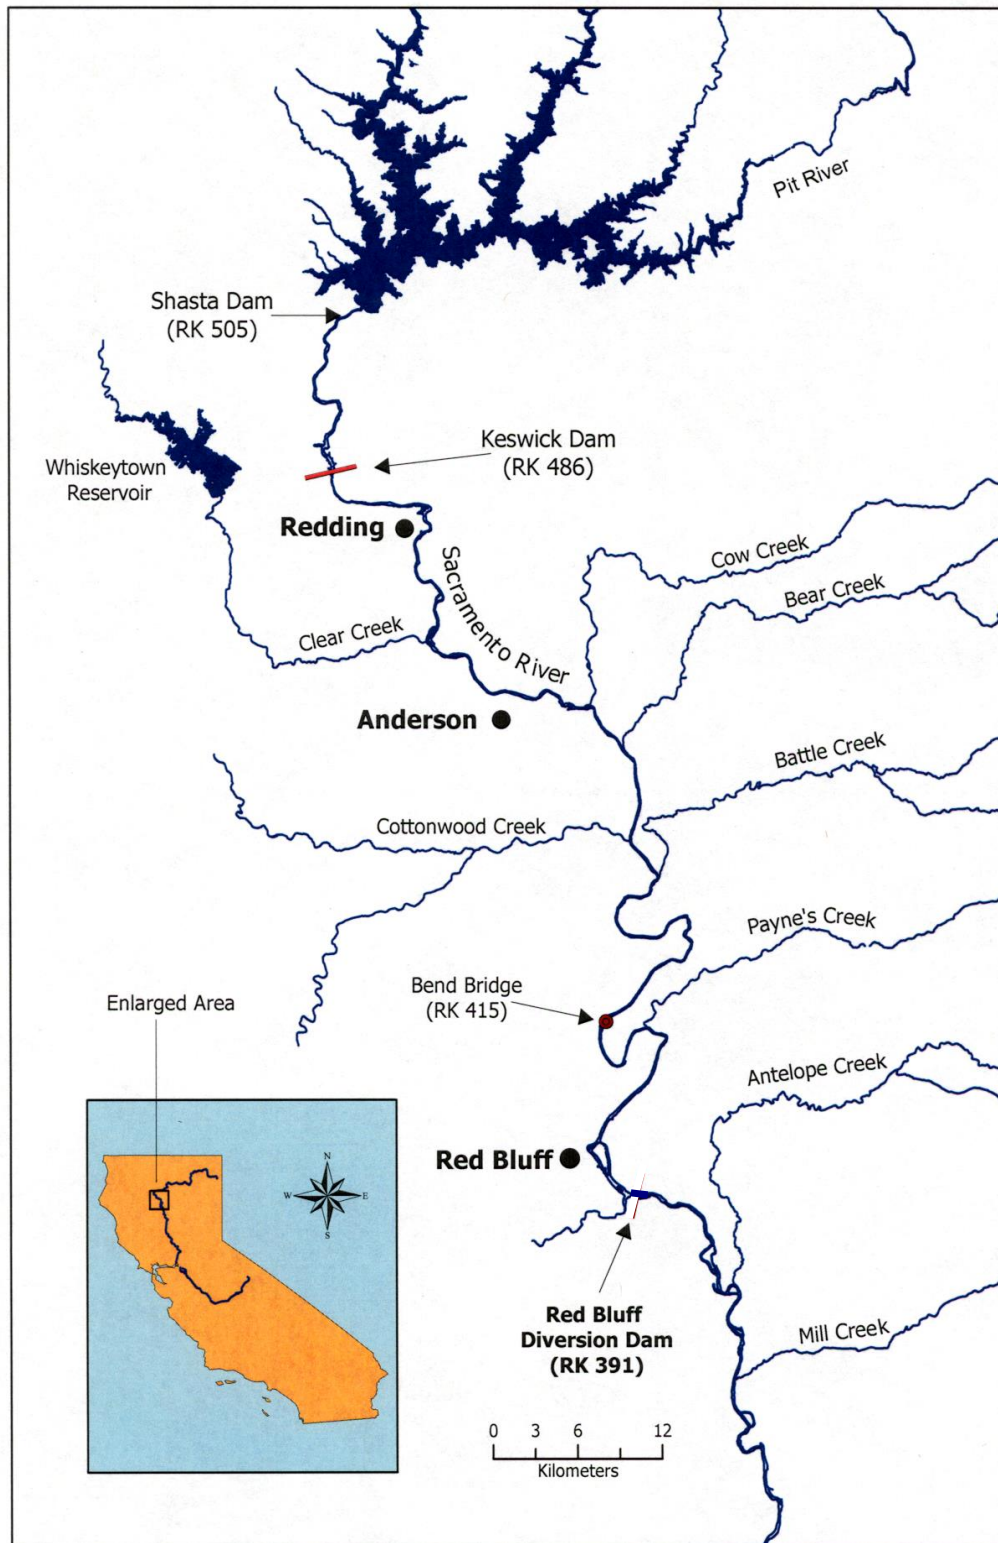 Pit River
Shasta Dam
(RK 505)
Keswick Dam
(RK 486)
Whiskeytown
Reservoir
Redding
Sacramento River
Cow Creek
Bear Creek
Clear Creek
Anderson
Battle Creek
Cottonwood Creek
Payne's Creek
Bend Bridge
(RK 415)
Enlarged Area
Antelope Creek
Red Bluff
N
W
E
S
Red Bluff
Diversion Dam
(RK 391)
Mill Creek
0 3 6 12
Kilometers